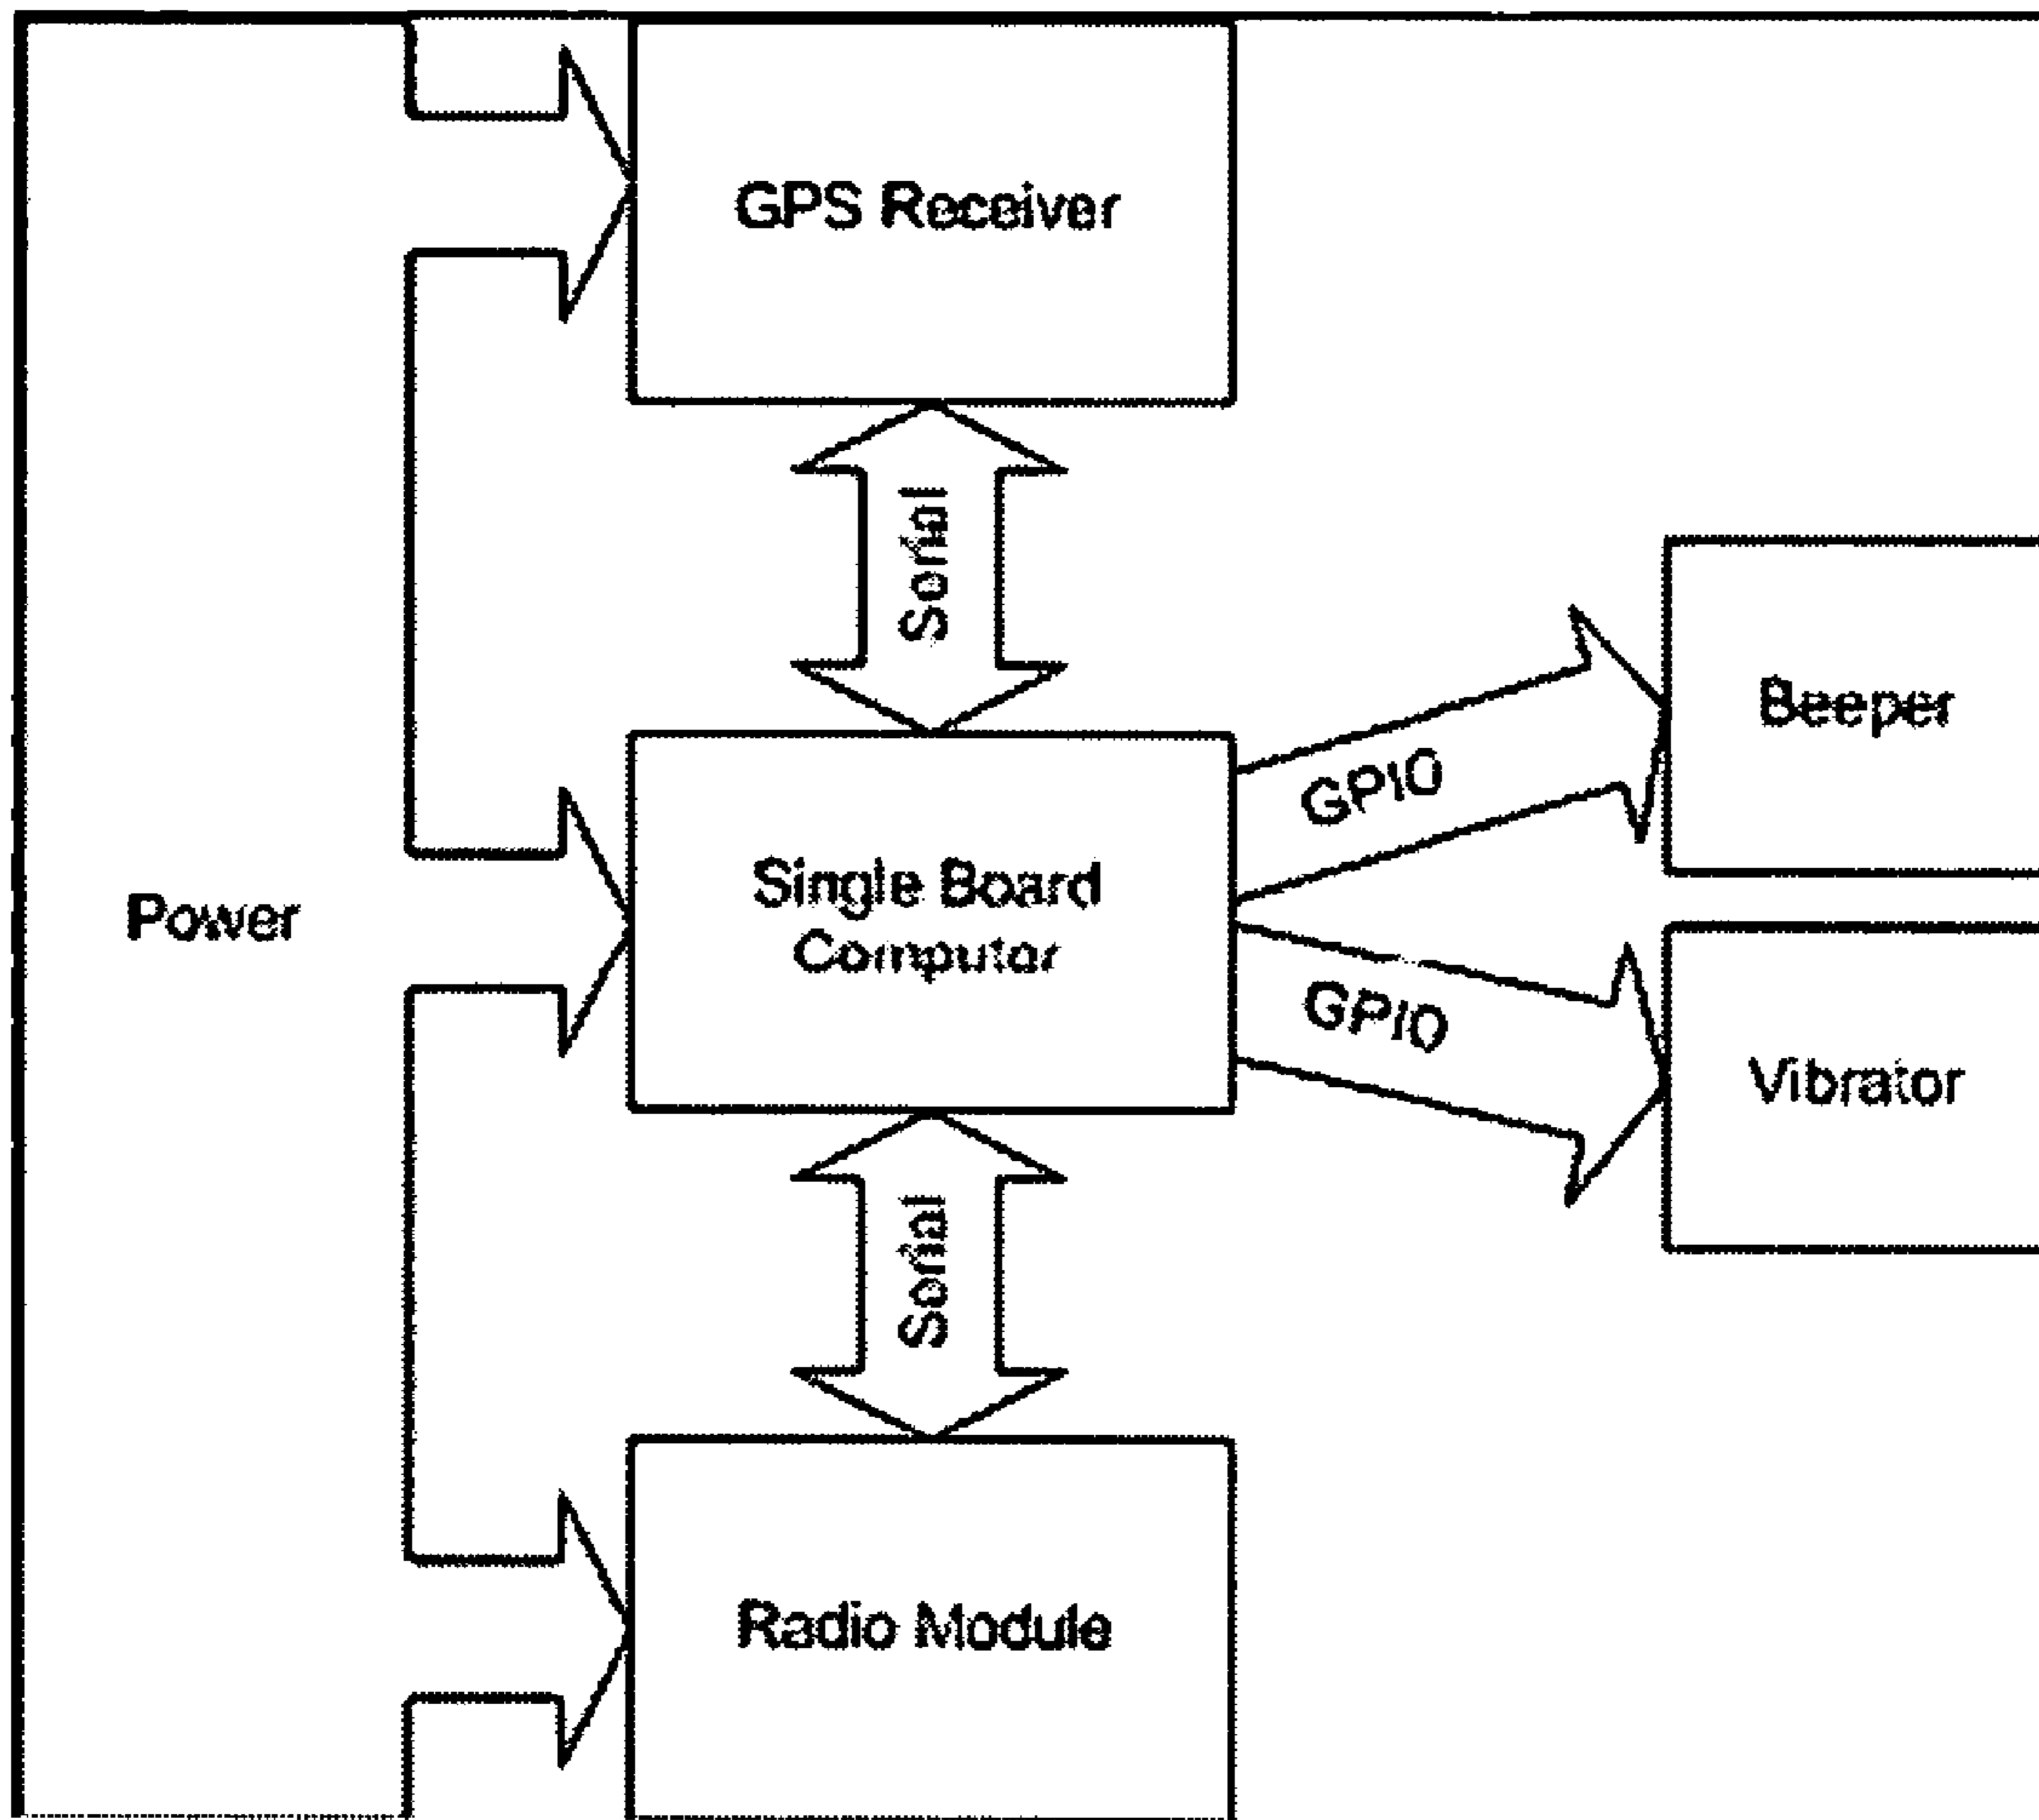 GPS Receiver
Serial
Beeper
GPIO
Single Board
Computer
Power
GPIO
Vibrator
Serial
Radio Module